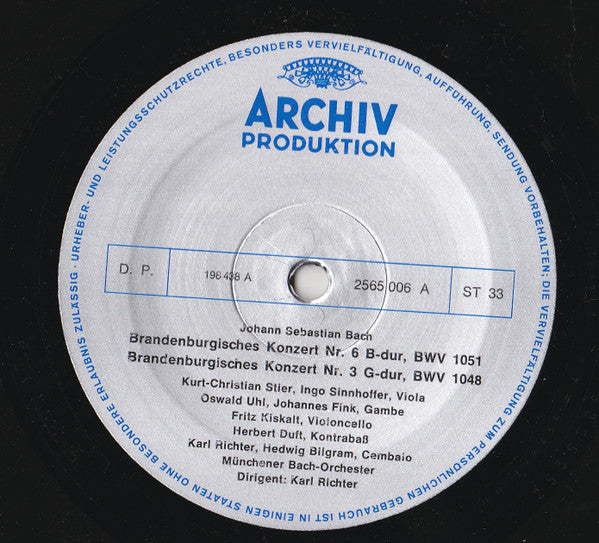 URHEBER- UND LEISTUNGSSCHUTZRECHTE, BESONDERS VERVIELFÄLTIGUNG, AUFFÜHRUNG, SENDUNG VORBEHALTEN; DIE VERVIELFÄLTIGUNG ZUM PERSÖNLICHEN GEBRAUCH IST IN EINIGEN STAATEN OHNE BESONDERE ERLAUBNIS ZULÄSSIG ·
ARCHIV
PRODUKTION
D. P. 198 438 A 2565 006 A ST 33
Johann Sebastian Bach
Brandenburgisches Konzert Nr. 6 B-dur, BWV 1051
Brandenburgisches Konzert Nr. 3 G-dur, BWV 1048
Kurt-Christian Stier, Ingo Sinnhoffer, Viola
Oswald Uhl, Johannes Fink, Gambe
Fritz Kiskalt, Violoncello
Herbert Duft, Kontrabaß
Karl Richter, Hedwig Bilgram, Cembalo
Münchener Bach-Orchester
Dirigent: Karl Richter